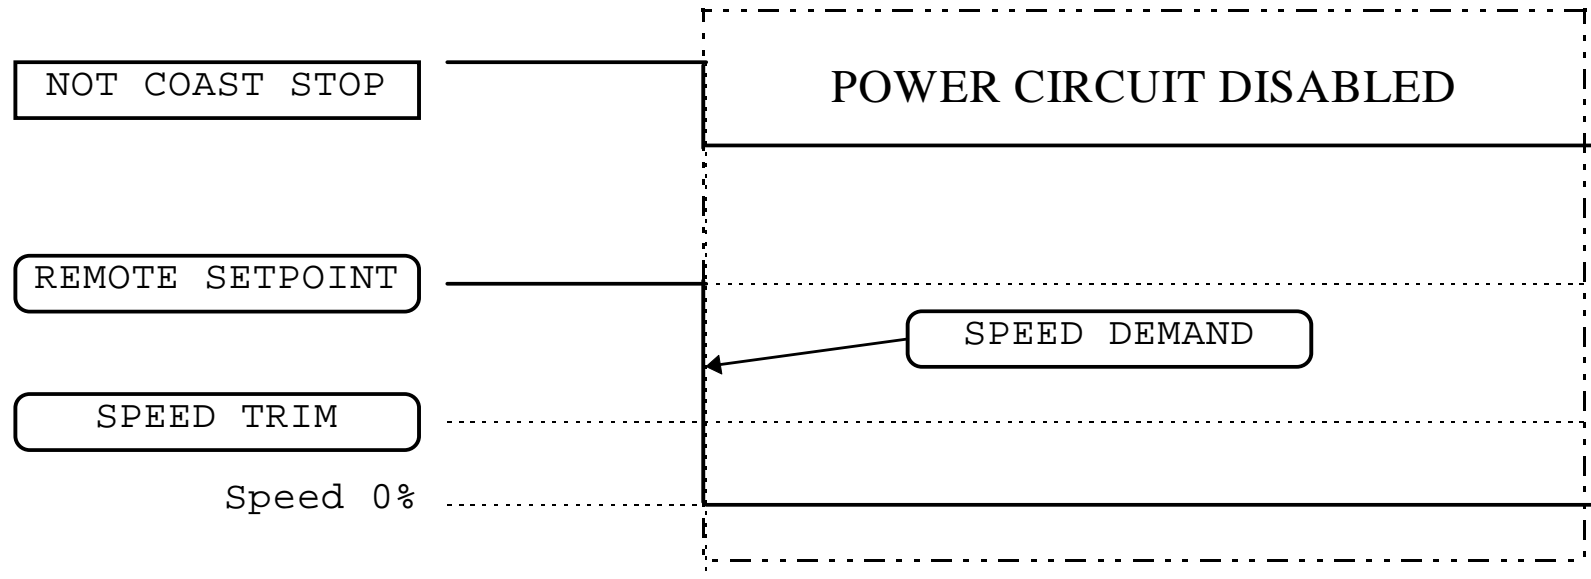 NOT COAST STOP
POWER CIRCUIT DISABLED
REMOTE SETPOINT
SPEED DEMAND
SPEED TRIM
Speed 0%